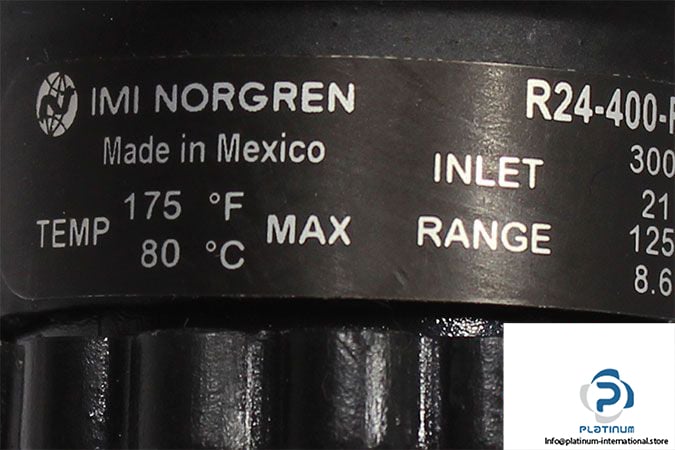 IMI NORGREN
Made in Mexico
TEMP 175 °F
80 °C MAX
R24-400-
INLET 300
21
RANGE 125
8.6
PLATINUM
Info@platinum-international.store